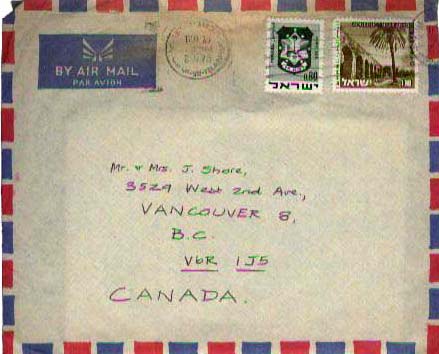 BY AIR MAIL
PAR AVION
0.80
ישראל
ישראל
Mr. & Mrs. J. Shore,
3529 West 2nd Ave.,
VANCOUVER 8,
B.C.
V6R 1J5
CANADA.